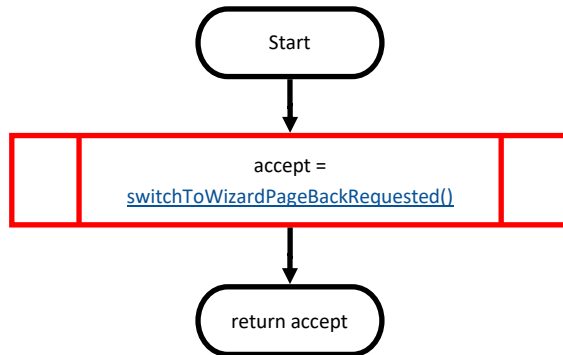 Start
accept =
switchToWizardPageBackRequested()
return accept